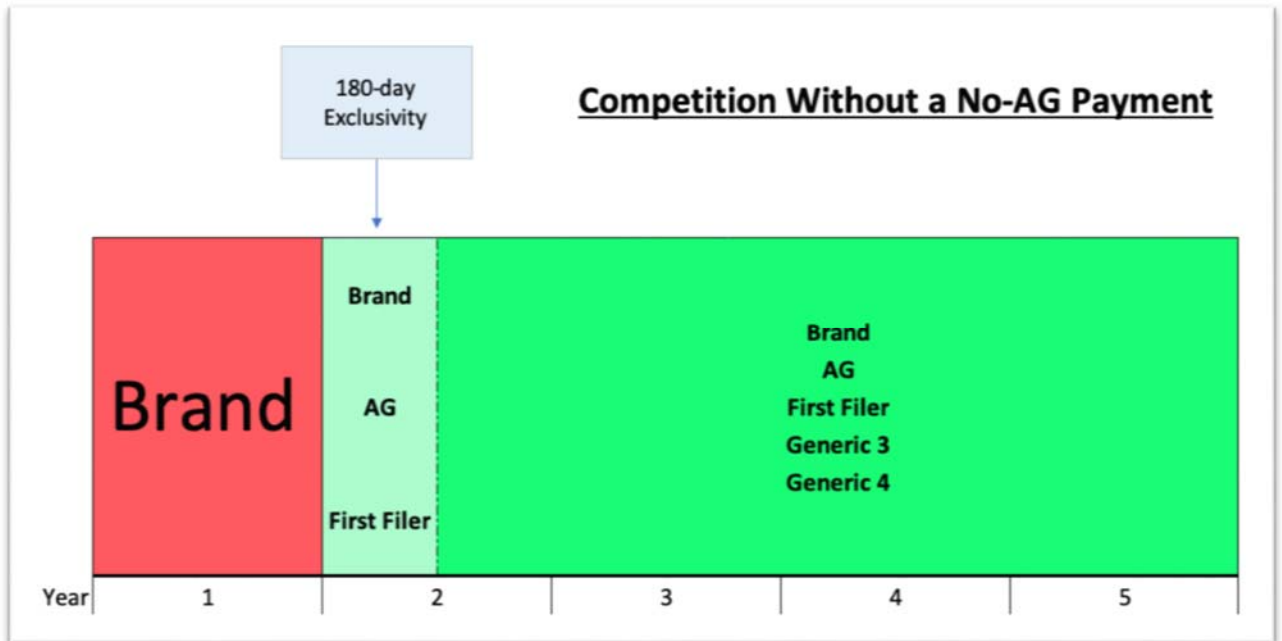 180-day
Exclusivity
Competition Without a No-AG Payment
Brand
Brand
AG
First Filer
Brand
AG
First Filer
Generic 3
Generic 4
Year 1 2 3 4 5